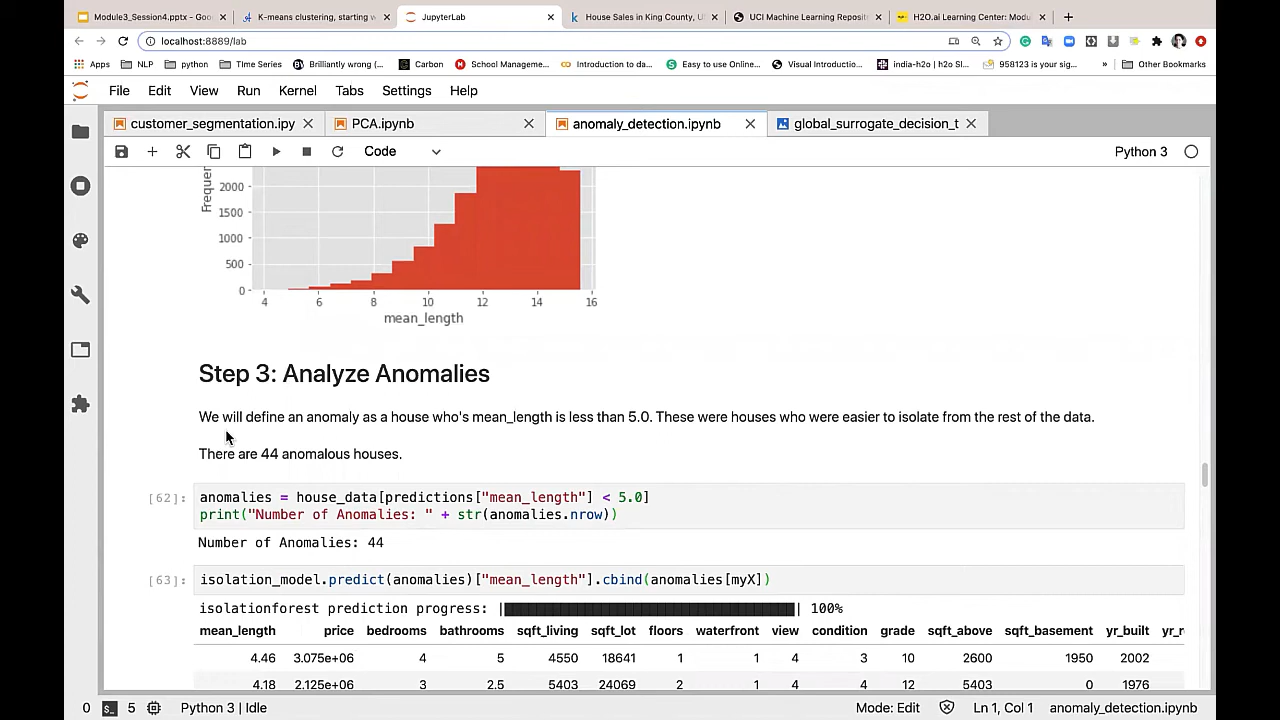 Module3_Session4.pptx - Goo
K-means clustering, starting w
JupyterLab
House Sales in King County, U
UCI Machine Learning Reposit
H2O.ai Learning Center: Modu
localhost:8889/lab
Apps
NLP
python
TIme Series
Brilliantly wrong (...
Carbon
School Manageme...
Introduction to da...
Easy to use Online...
Visual Introductio...
india-h2o | h2o Sl...
958123 is your sig...
»
Other Bookmarks
File Edit View Run Kernel Tabs Settings Help
customer_segmentation.ipy
PCA.ipynb
anomaly_detection.ipynb
global_surrogate_decision_t
Code
Python 3
Frequen
2000
1500
1000
500
0
4 6 8 10 12 14 16
mean_length
Step 3: Analyze Anomalies
We will define an anomaly as a house who's mean_length is less than 5.0. These were houses who were easier to isolate from the rest of the data.
There are 44 anomalous houses.
[62]: anomalies = house_data[predictions["mean_length"] < 5.0]
print("Number of Anomalies: " + str(anomalies.nrow))
Number of Anomalies: 44
[63]: isolation_model.predict(anomalies)["mean_length"].cbind(anomalies[myX])
isolationforest prediction progress: | | 100%
mean_length price bedrooms bathrooms sqft_living sqft_lot floors waterfront view condition grade sqft_above sqft_basement yr_built yr_r
4.46 3.075e+06 4 5 4550 18641 1 1 4 3 10 2600 1950 2002
4.18 2.125e+06 3 2.5 5403 24069 2 1 4 4 12 5403 0 1976
0 5 Python 3 | Idle Mode: Edit Ln 1, Col 1 anomaly_detection.ipynb